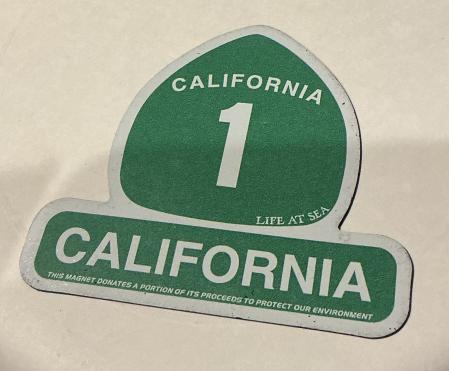 CALIFORNIA
1
LIFE AT SEA
CALIFORNIA
THIS MAGNET DONATES A PORTION OF ITS PROCEEDS TO PROTECT OUR ENVIRONMENT